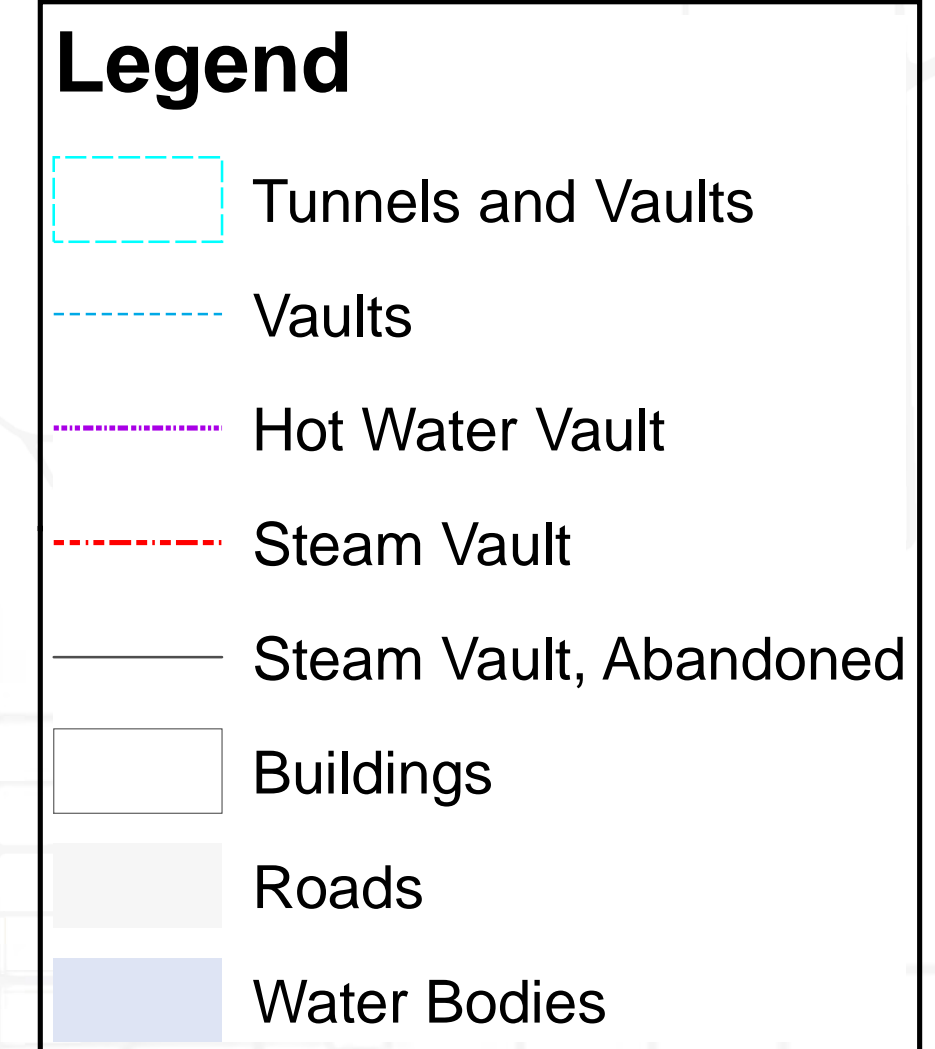 Legend
Tunnels and Vaults
Vaults
Hot Water Vault
Steam Vault
Steam Vault, Abandoned
Buildings
Roads
Water Bodies